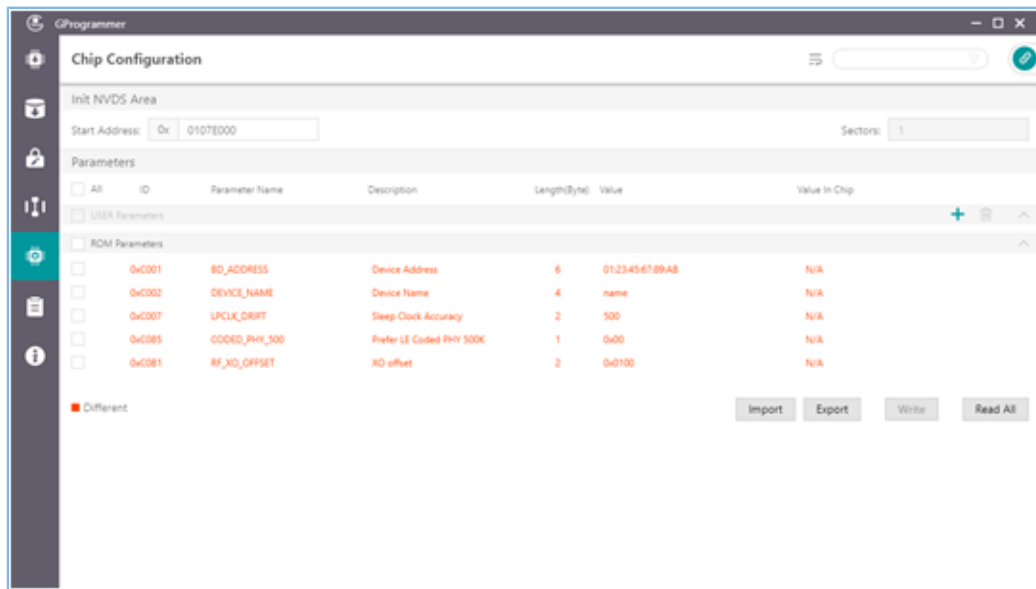 GProgrammer
Chip Configuration
Init NVDS Area
Start Address: 0x 0107E000 Sectors: 1
Parameters
All ID Parameter Name Description Length(Byte) Value Value In Chip
USER Parameters
ROM Parameters
0xC001 BD_ADDRESS Device Address 6 01:23:45:67:89:AB N/A
0xC002 DEVICE_NAME Device Name 4 name N/A
0xC007 LPCLK_DRIFT Sleep Clock Accuracy 2 500 N/A
0xC085 CODED_PHY_500 Prefer LE Coded PHY 500K 1 0x00 N/A
0xC0B1 RF_XO_OFFSET XO offset 2 0x0100 N/A
Different Import Export Write Read All